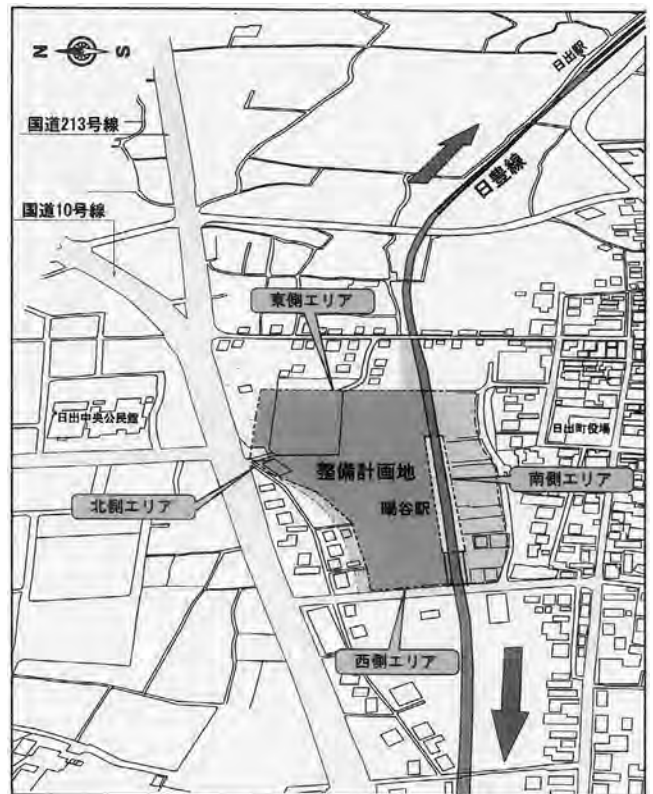 N S
日出駅
国道213号線
日豊線
国道10号線
東側エリア
日出中央公民館
日出町役場
整備計画地
南側エリア
暘谷駅
北側エリア
西側エリア